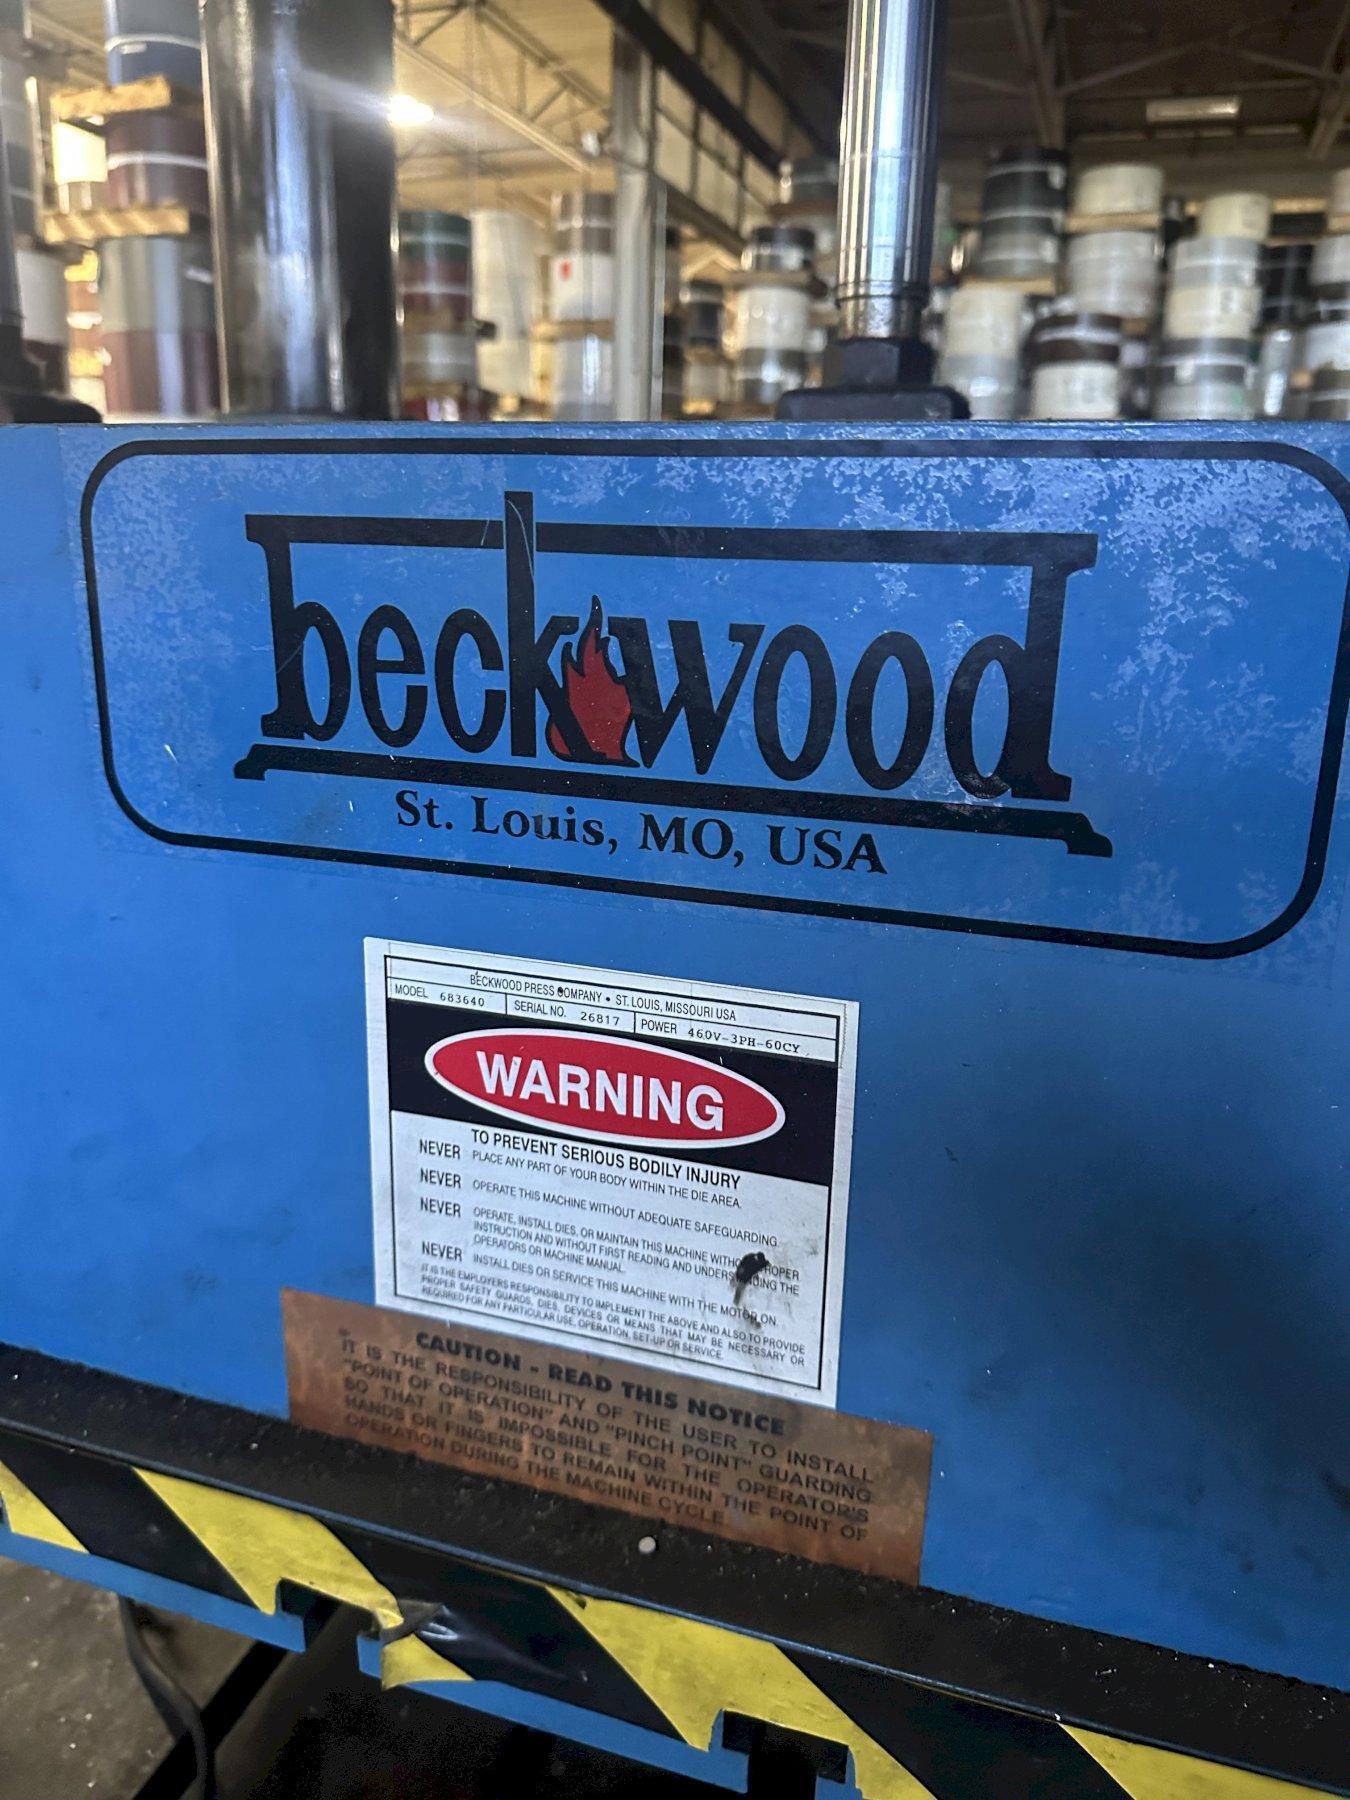 beckwood
St. Louis, MO, USA
BECKWOOD PRESS COMPANY • ST. LOUIS, MISSOURI USA
MODEL 683640 SERIAL NO. 26817 POWER 460V-3PH-60CY
WARNING
TO PREVENT SERIOUS BODILY INJURY
NEVER PLACE ANY PART OF YOUR BODY WITHIN THE DIE AREA.
NEVER OPERATE THIS MACHINE WITHOUT ADEQUATE SAFEGUARDING.
NEVER OPERATE, INSTALL DIES, OR MAINTAIN THIS MACHINE WITHOUT PROPER
INSTRUCTION AND WITHOUT FIRST READING AND UNDERSTANDING THE
OPERATORS OR MACHINE MANUAL.
NEVER INSTALL DIES OR SERVICE THIS MACHINE WITH THE MOTOR ON.
IT IS THE EMPLOYERS RESPONSIBILITY TO IMPLEMENT THE ABOVE AND ALSO TO PROVIDE
PROPER SAFETY GUARDS, DIES, DEVICES OR MEANS THAT MAY BE NECESSARY OR
REQUIRED FOR ANY PARTICULAR USE, OPERATION, SET-UP OR SERVICE.
CAUTION - READ THIS NOTICE
IT IS THE RESPONSIBILITY OF THE USER TO INSTALL
"POINT OF OPERATION" AND "PINCH POINT" GUARDING
SO THAT IT IS IMPOSSIBLE FOR THE OPERATOR'S
HANDS OR FINGERS TO REMAIN WITHIN THE POINT OF
OPERATION DURING THE MACHINE CYCLE.